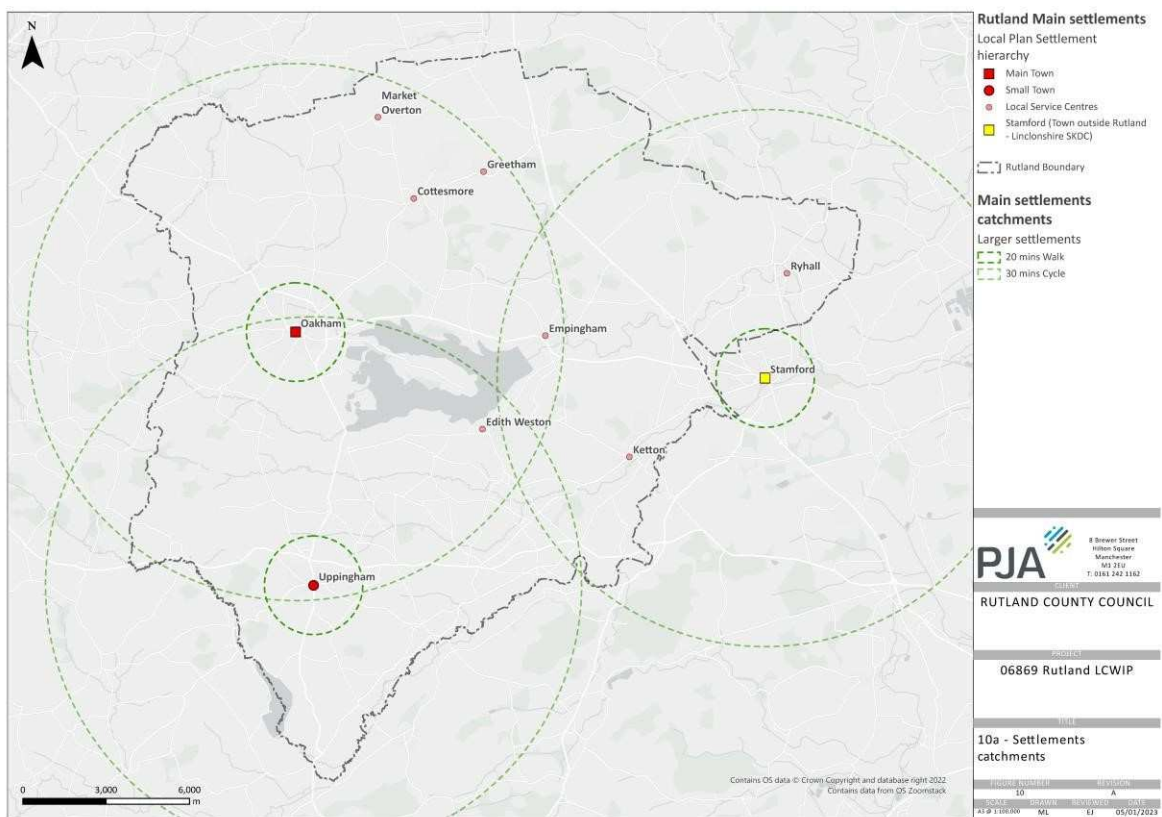 N
Market
Overton
Greetham
Cottesmore
Ryhall
Oakham
Empingham
Stamford
Edith Weston
Ketton
Uppingham
0 3,000 6,000
m
Contains OS data © Crown Copyright and database right 2022
Contains data from OS Zoomstack
Rutland Main settlements
Local Plan Settlement
hierarchy
Main Town
Small Town
Local Service Centres
Stamford (Town outside Rutland
- Linclonshire SKDC)
Rutland Boundary
Main settlements
catchments
Larger settlements
20 mins Walk
30 mins Cycle
PJA
8 Brewer Street
Hilton Square
Manchester
M1 2EU
T: 0161 242 1162
CLIENT
RUTLAND COUNTY COUNCIL
PROJECT
06869 Rutland LCWIP
TITLE
10a - Settlements
catchments
FIGURE NUMBER REVISION
10 A
SCALE DRAWN REVIEWED DATE
A3 @ 1:100,000 ML EJ 05/01/2023